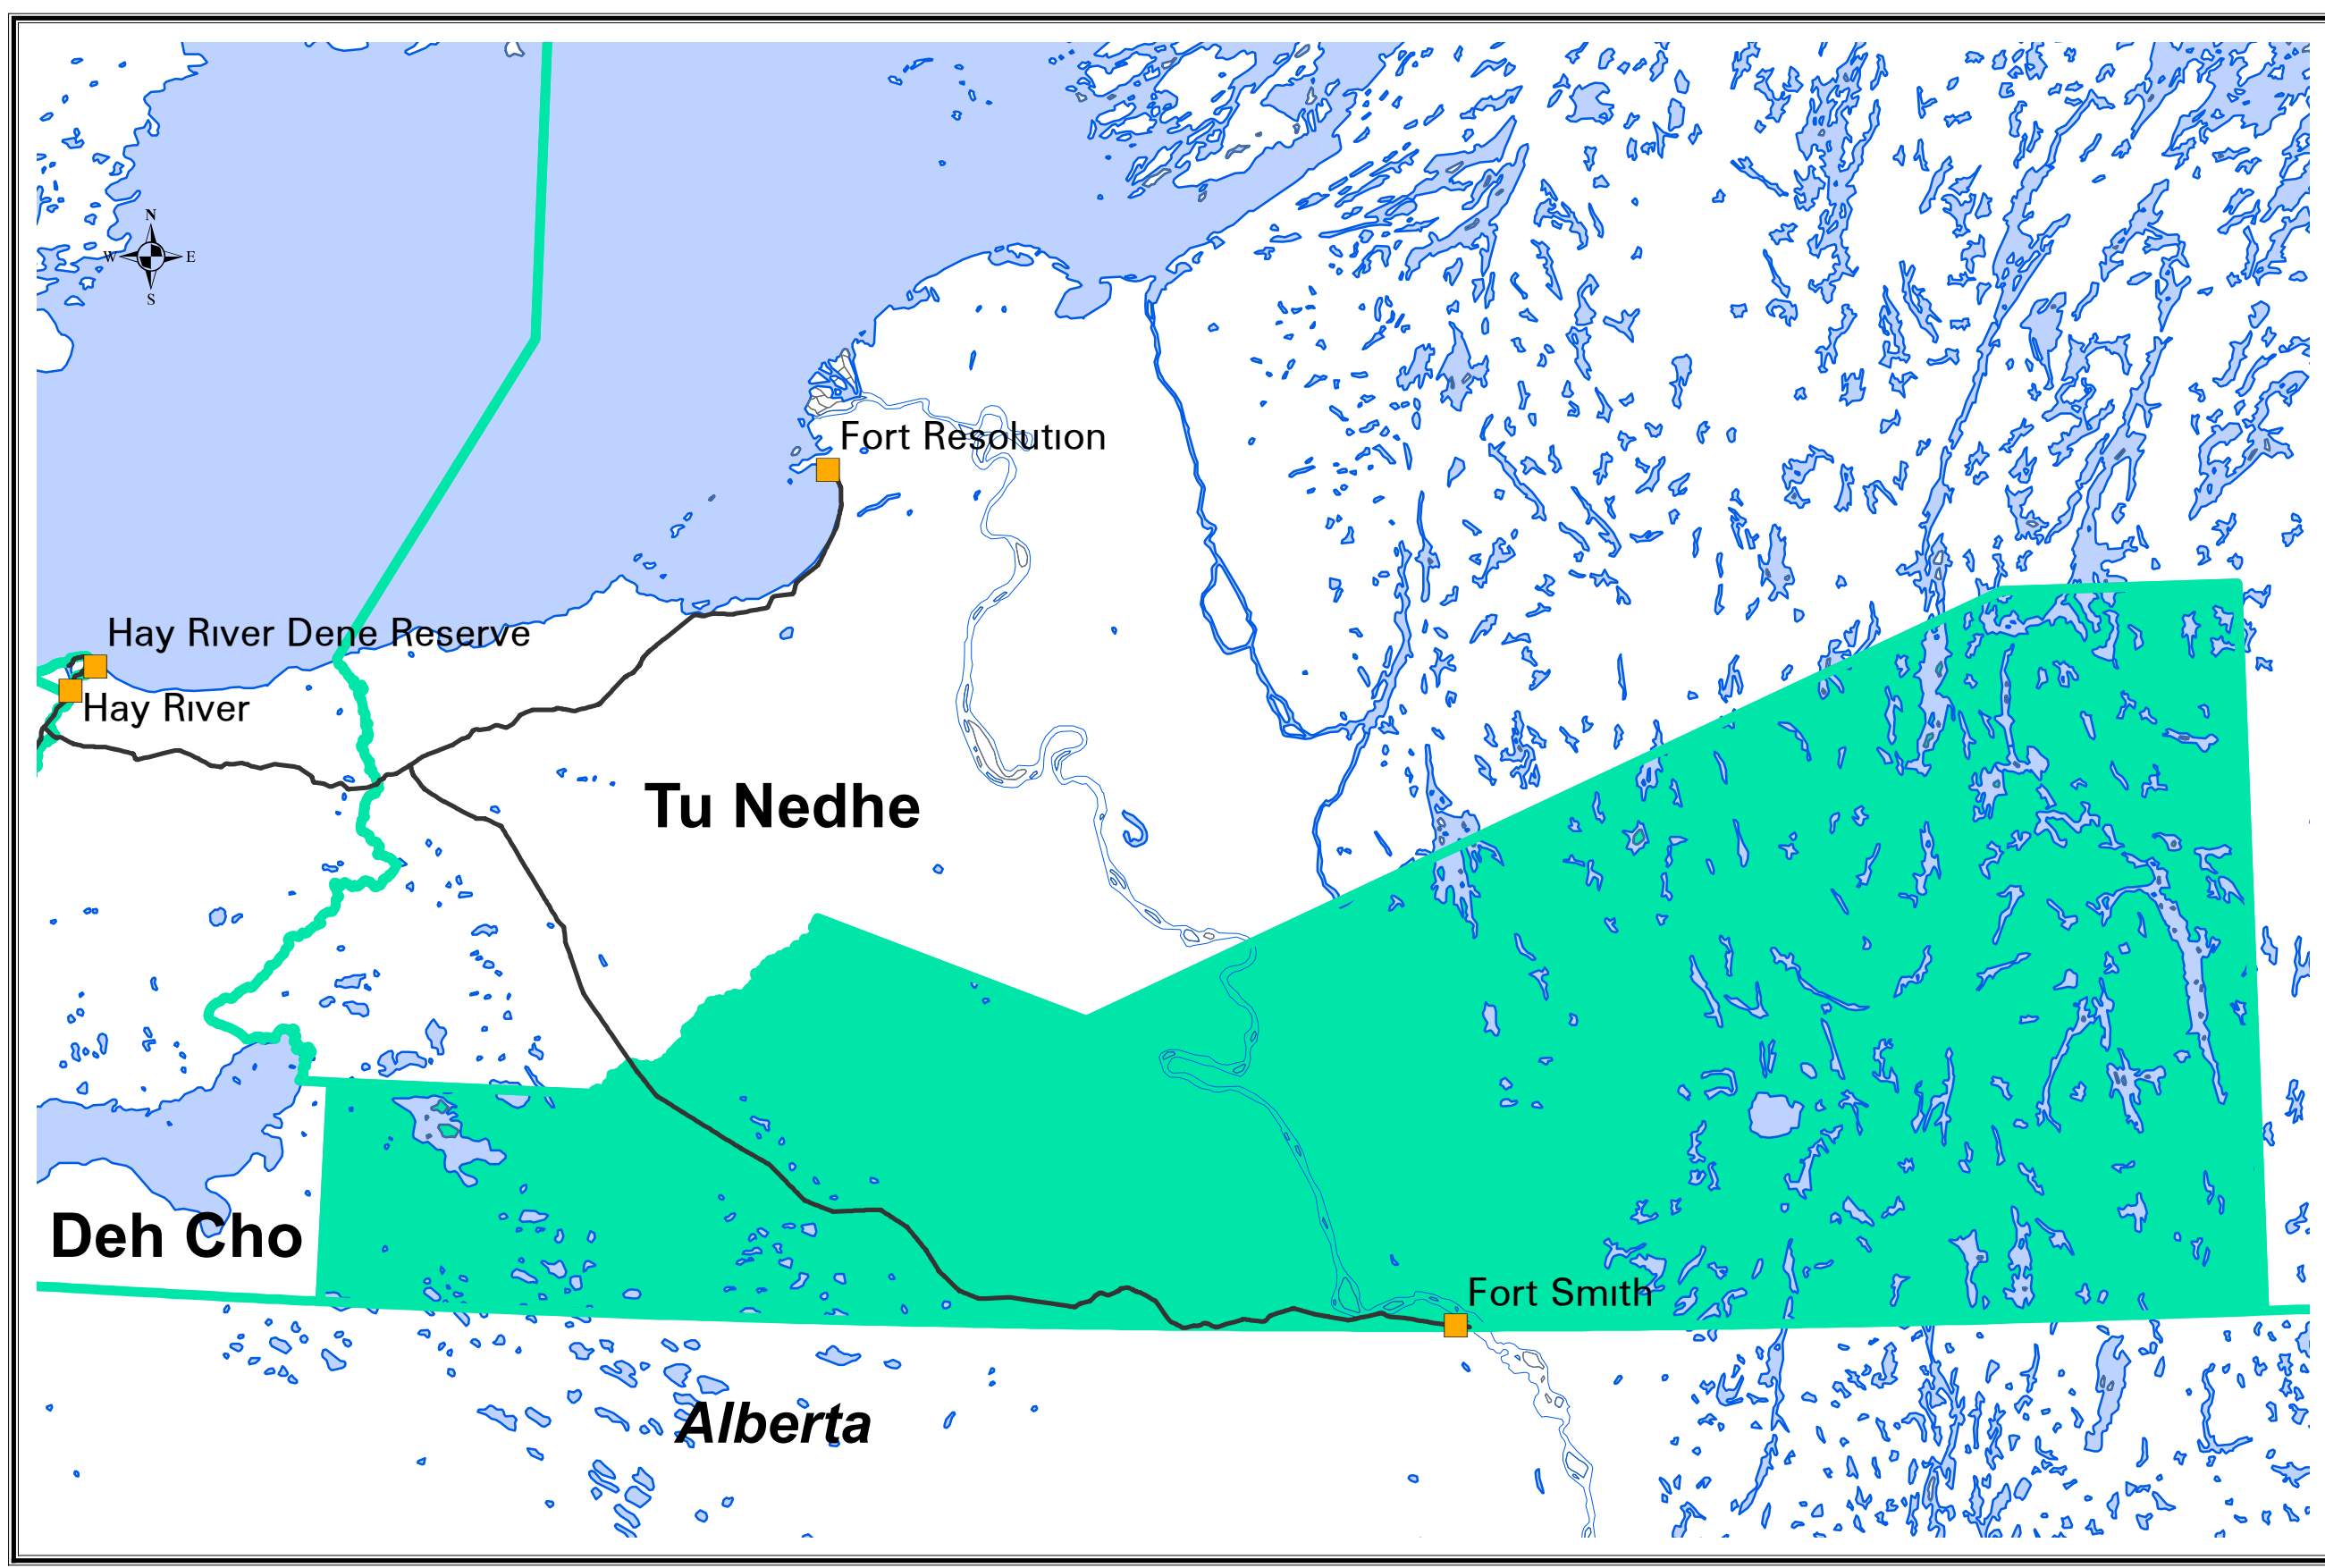 N
W E
S
Fort Resolution
Hay River Dene Reserve
Hay River
Tu Nedhe
Deh Cho
Fort Smith
Alberta